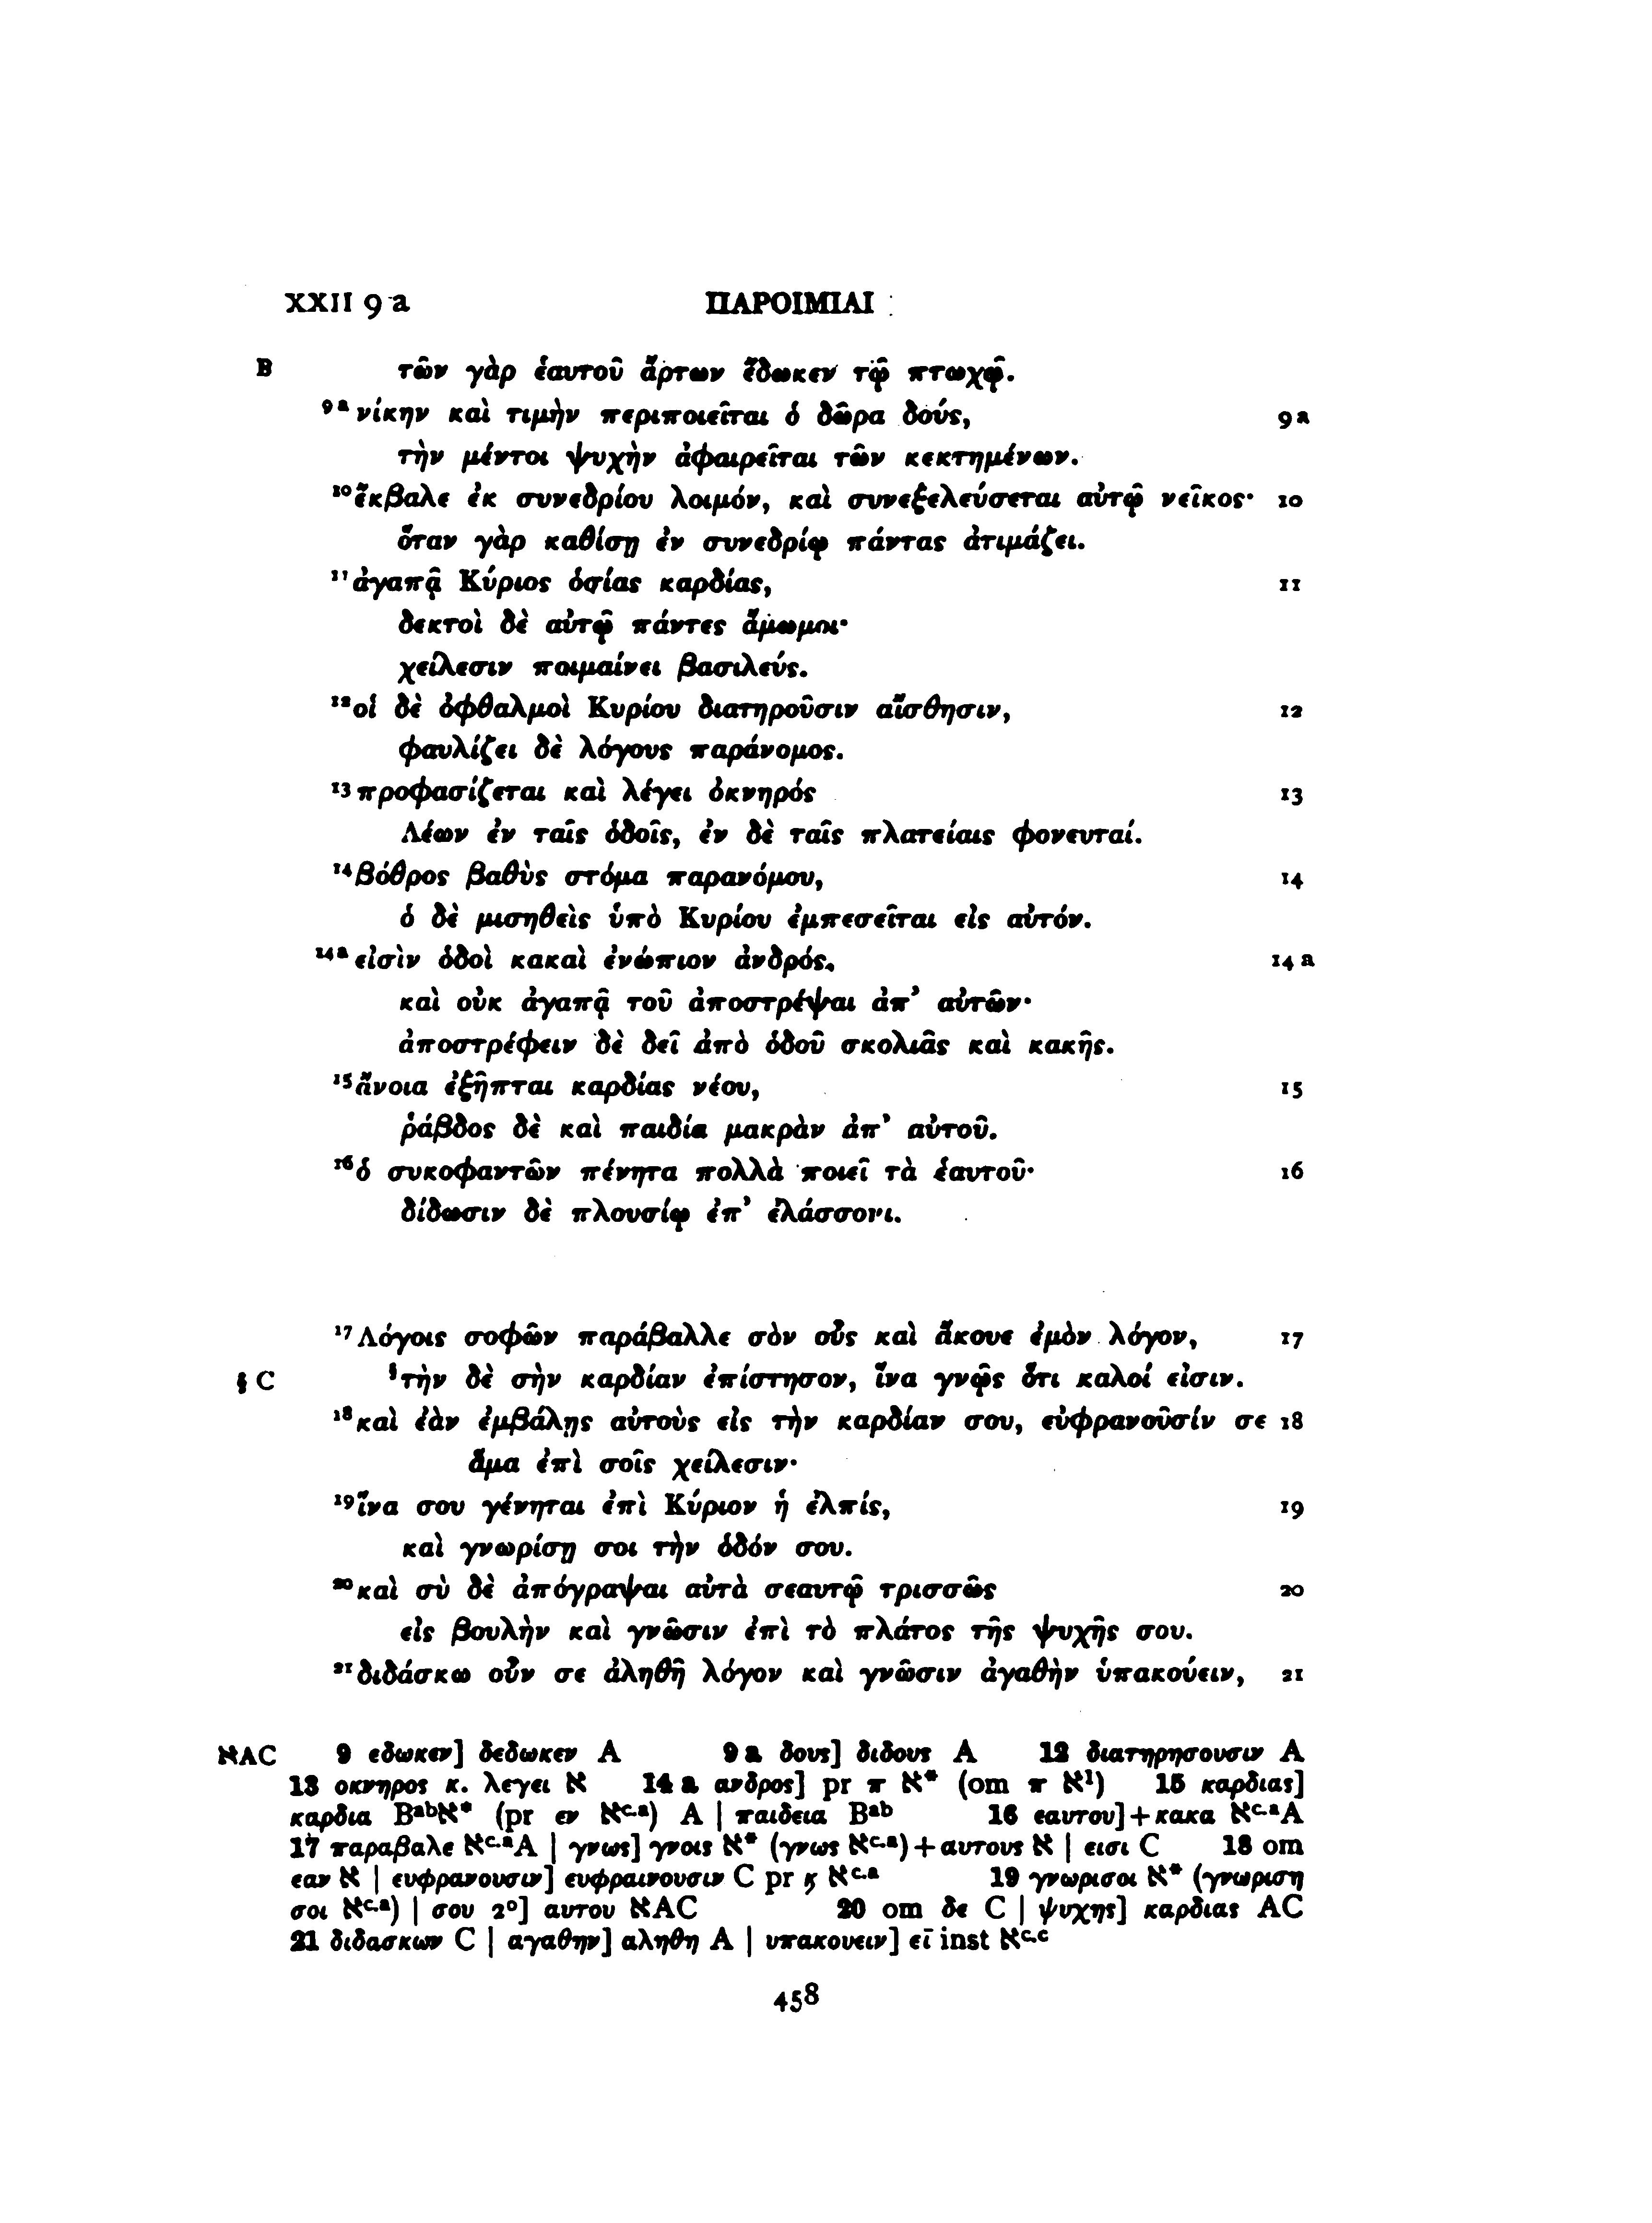 XXII 9 a ΠΑΡΟΙΜΙΑΙ
B τῶν γὰρ ἑαυτοῦ ἄρτων ἔδωκεν τῷ πτωχῷ.
9a νίκην καὶ τιμὴν περιποιεῖται ὁ δῶρα δούς, 9 a
τὴν μέντοι ψυχὴν ἀφαιρεῖται τῶν κεκτημένων.
10 ἔκβαλε ἐκ συνεδρίου λοιμόν, καὶ συνεξελεύσεται αὐτῷ νεῖκος· 10
ὅταν γὰρ καθίσῃ ἐν συνεδρίῳ πάντας ἀτιμάζει.
11 ἀγαπᾷ Κύριος ὁσίας καρδίας, 11
δεκτοὶ δὲ αὐτῷ πάντες ἄμωμοι·
χείλεσιν ποιμαίνει βασιλεύς.
12 οἱ δὲ ὀφθαλμοὶ Κυρίου διατηροῦσιν αἴσθησιν, 12
φαυλίζει δὲ λόγους παράνομος.
13 προφασίζεται καὶ λέγει ὀκνηρός 13
Λέων ἐν ταῖς ὁδοῖς, ἐν δὲ ταῖς πλατείαις φονευταί.
14 βόθρος βαθὺς στόμα παρανόμου, 14
ὁ δὲ μισηθεὶς ὑπὸ Κυρίου ἐμπεσεῖται εἰς αὐτόν.
14a εἰσὶν ὁδοὶ κακαὶ ἐνώπιον ἀνδρός, 14 a
καὶ οὐκ ἀγαπᾷ τοῦ ἀποστρέψαι ἀπ’ αὐτῶν·
ἀποστρέφειν δὲ δεῖ ἀπὸ ὁδοῦ σκολιᾶς καὶ κακῆς.
15 ἄνοια ἐξῆπται καρδίας νέου, 15
ῥάβδος δὲ καὶ παιδία μακρὰν ἀπ’ αὐτοῦ.
16 ὁ συκοφαντῶν πένητα πολλὰ ποιεῖ τὰ ἑαυτοῦ· 16
δίδωσιν δὲ πλουσίῳ ἐπ’ ἐλάσσονι.
17 Λόγοις σοφῶν παράβαλλε σὸν οὖς καὶ ἄκουε ἐμὸν λόγον, 17
§ C §τὴν δὲ σὴν καρδίαν ἐπίστησον, ἵνα γνῷς ὅτι καλοί εἰσιν.
18 καὶ ἐὰν ἐμβάλῃς αὐτοὺς εἰς τὴν καρδίαν σου, εὐφρανοῦσίν σε 18
ἅμα ἐπὶ σοῖς χείλεσιν·
19 ἵνα σου γένηται ἐπὶ Κύριον ἡ ἐλπίς, 19
καὶ γνωρίσῃ σοι τὴν ὁδόν σου.
20 καὶ σὺ δὲ ἀπόγραψαι αὐτὰ σεαυτῷ τρισσῶς 20
εἰς βουλὴν καὶ γνῶσιν ἐπὶ τὸ πλάτος τῆς ψυχῆς σου.
21 διδάσκω οὖν σε ἀληθῆ λόγον καὶ γνῶσιν ἀγαθὴν ὑπακούειν, 21
אAC 9 εδωκεν] δεδωκεν A 9 a δους] διδους A 12 διατηρησουσιν A
13 οκνηρος κ. λεγει א 14 a ανδρος] pr π א* (om π א1) 15 καρδιας]
καρδια Babא* (pr εν אc.a) A | παιδεια Bab 16 εαυτου]+κακα אc.aA
17 παραβαλε אc.aA | γνως] γνοις א* (γνως אc.a)+αυτους א | εισι C 18 om
εαν א | ευφρανουσιν] ευφραινουσιν C pr ϗ אc.a 19 γνωρισοι א* (γνωριση
σοι אc.a) | σου 2°] αυτου אAC 20 om δε C | ψυχης] καρδιας AC
21 διδασκων C | αγαθην] αληθη A | υπακουειν] εῑ inst אc.c
458